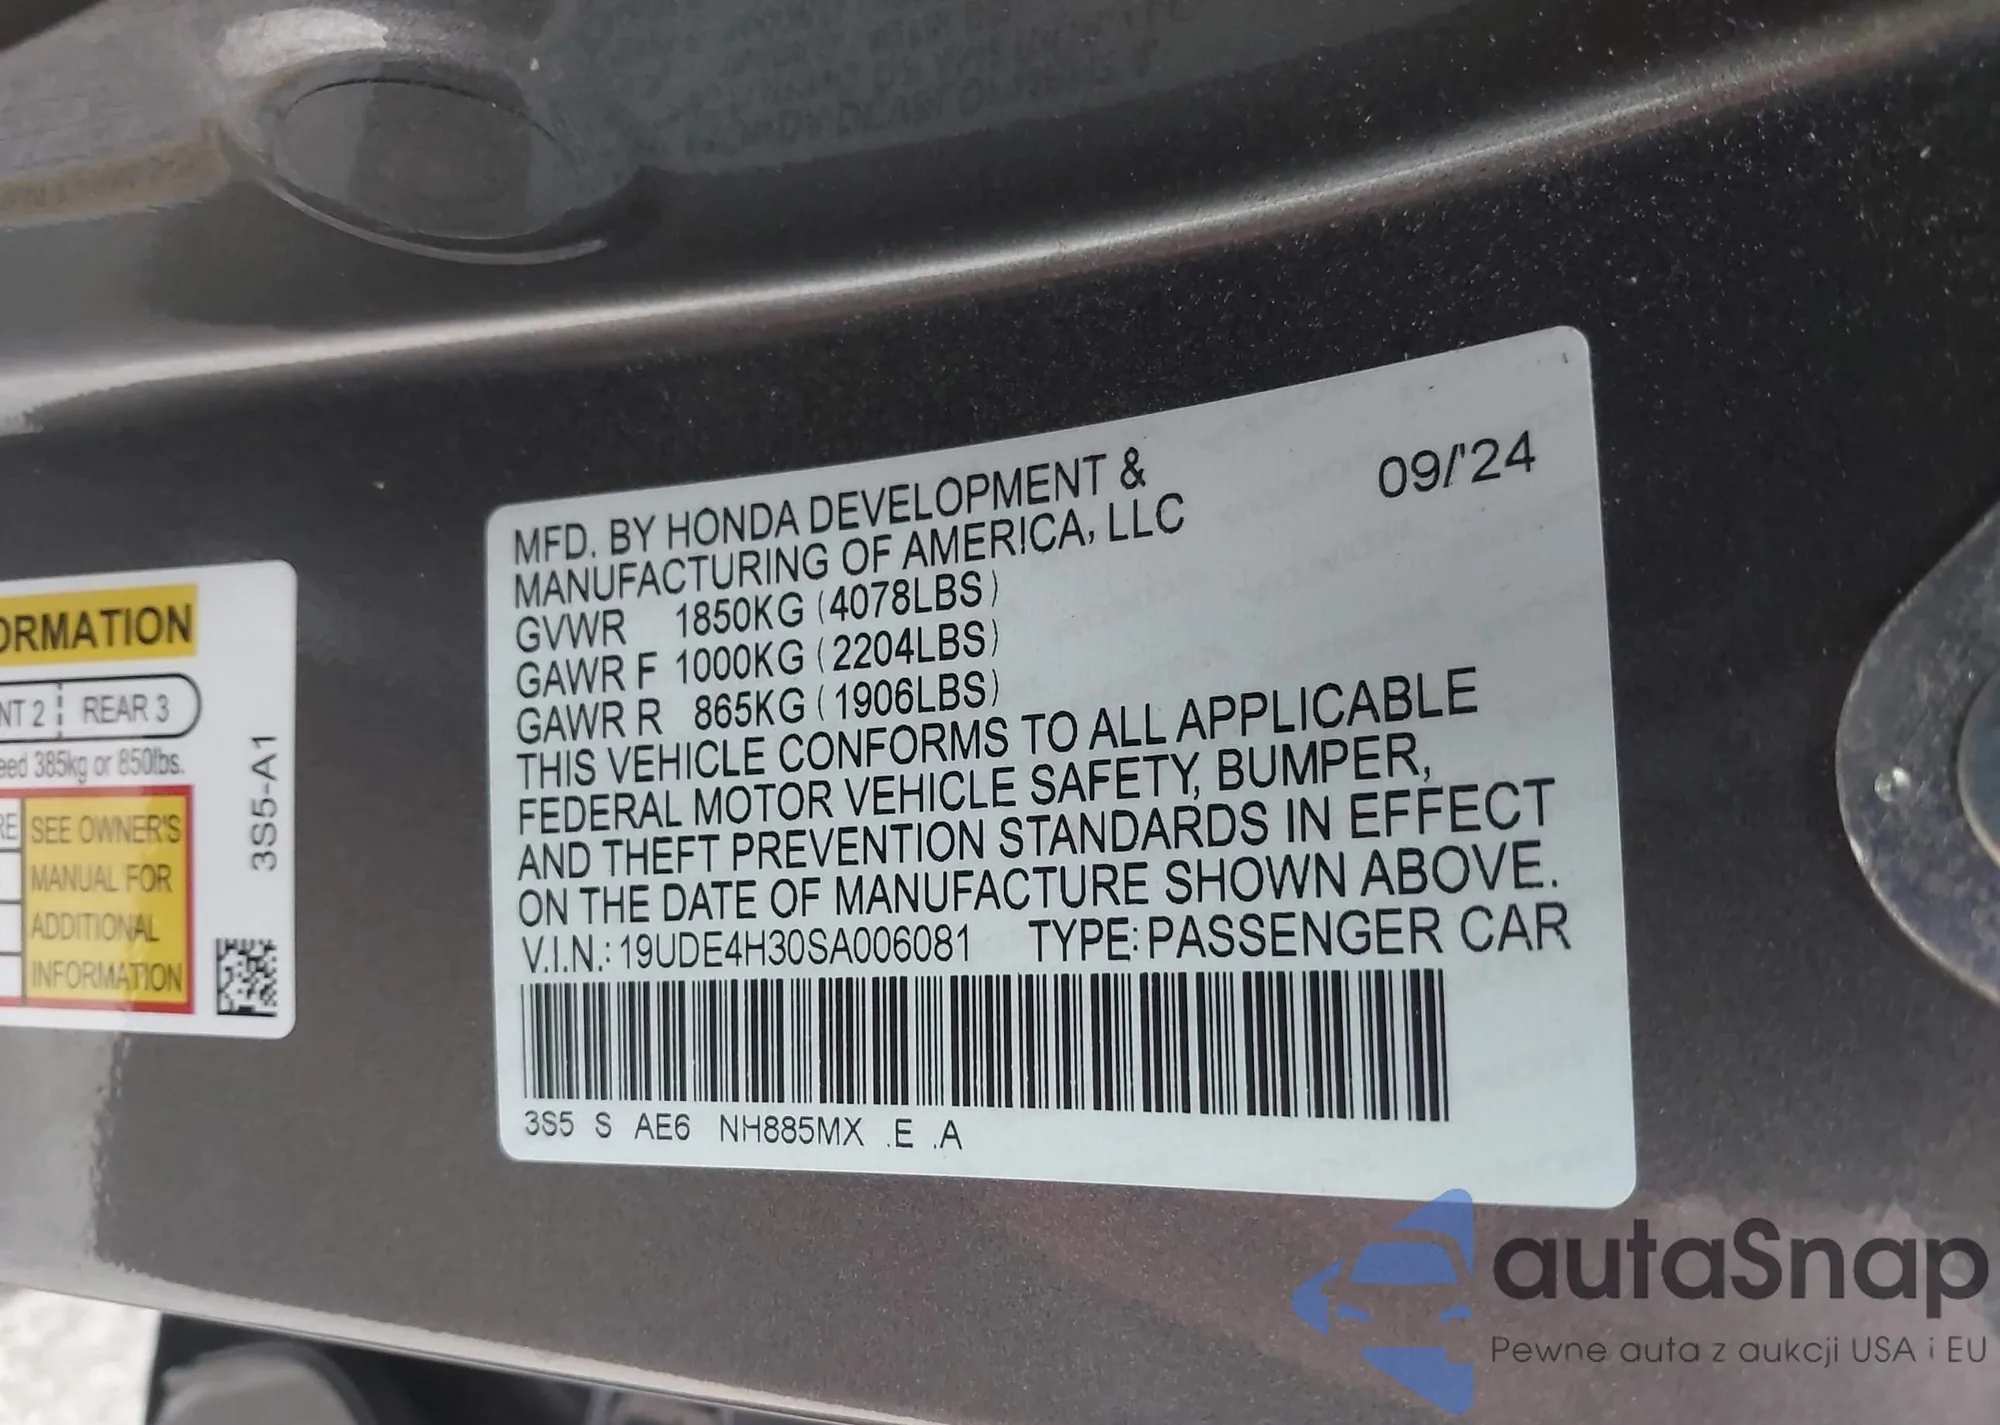 ORMATION
NT 2 REAR 3
eed 385kg or 850lbs.
RE
SEE OWNER'S
MANUAL FOR
ADDITIONAL
INFORMATION
3S5-A1
09/'24
MFD. BY HONDA DEVELOPMENT &
MANUFACTURING OF AMERICA, LLC
GVWR 1850KG (4078LBS)
GAWR F 1000KG (2204LBS)
GAWR R 865KG (1906LBS)
THIS VEHICLE CONFORMS TO ALL APPLICABLE
FEDERAL MOTOR VEHICLE SAFETY, BUMPER,
AND THEFT PREVENTION STANDARDS IN EFFECT
ON THE DATE OF MANUFACTURE SHOWN ABOVE.
V.I.N.: 19UDE4H30SA006081 TYPE: PASSENGER CAR
3S5 S AE6 NH885MX .E .A
autaSnap
Pewne auta z aukcji USA i EU